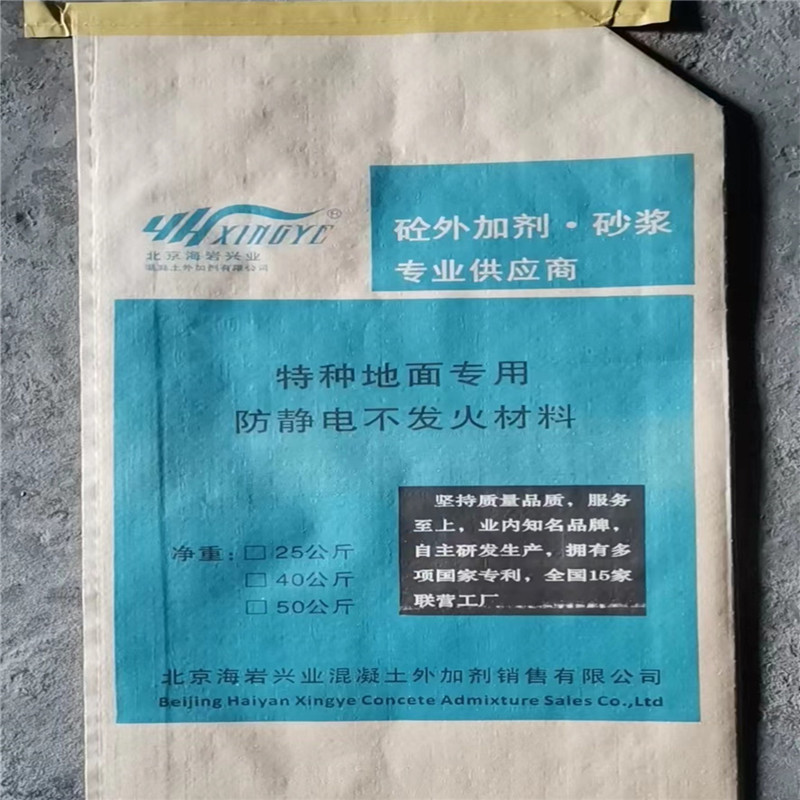 YH XINGYE®
北京海岩兴业
混凝土外加剂有限公司
砼外加剂·砂浆
专业供应商
特种地面专用
防静电不发火材料
净重：□25公斤
□40公斤
□50公斤
坚持质量品质，服务
至上，业内知名品牌，
自主研发生产，拥有多
项国家专利，全国15家
联营工厂
北京海岩兴业混凝土外加剂销售有限公司
Beijing Haiyan Xingye Concete Admixture Sales Co.,Ltd